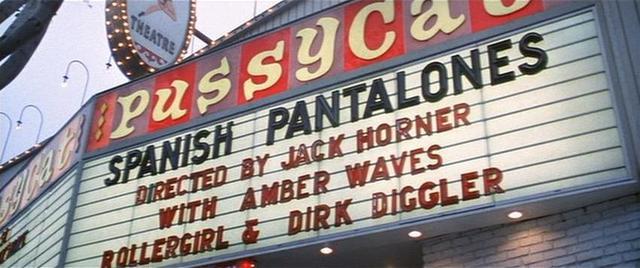 THEATRE
PUSSYCAT
SPANISH PANTALONES
DIRECTED BY JACK HORNER
WITH AMBER WAVES
ROLLERGIRL & DIRK DIGGLER